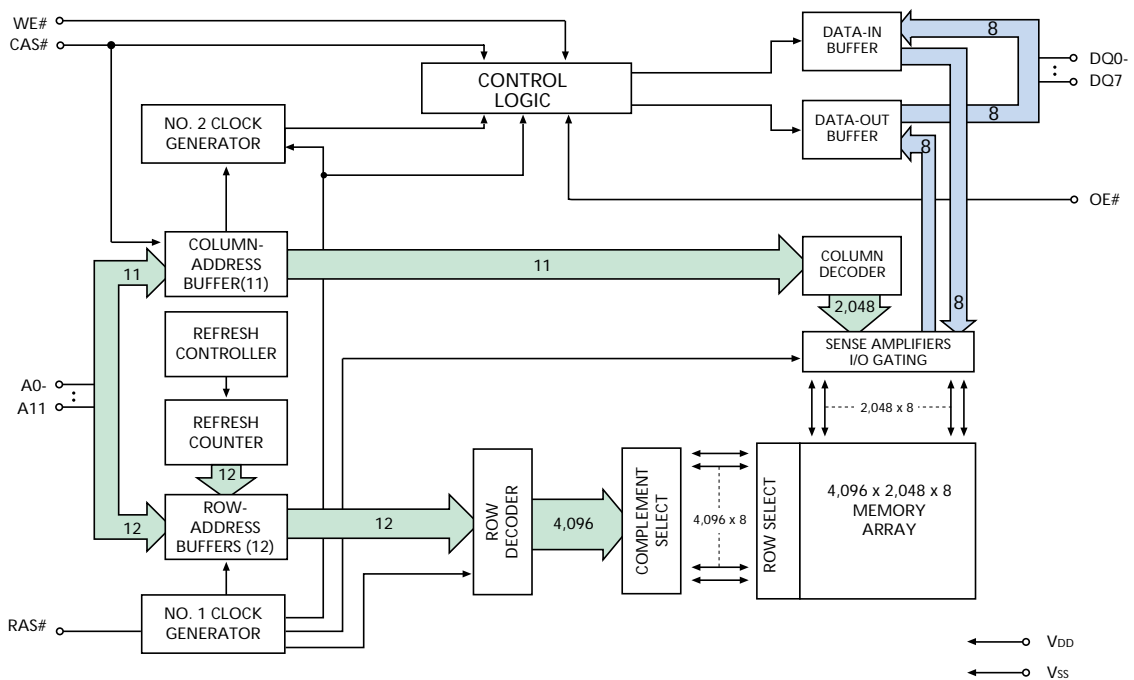 WE#
CAS#
CONTROL
LOGIC
DATA-IN
BUFFER
8
DQ0-
:
DQ7
NO. 2 CLOCK
GENERATOR
DATA-OUT
BUFFER
8
8
OE#
COLUMN-
ADDRESS
BUFFER(11)
11
11
COLUMN
DECODER
2,048
8
REFRESH
CONTROLLER
SENSE AMPLIFIERS
I/O GATING
A0-
:
A11
REFRESH
COUNTER
2,048 x 8
12
12
ROW-
ADDRESS
BUFFERS (12)
12
ROW
DECODER
4,096
COMPLEMENT
SELECT
4,096 x 8
ROW SELECT
4,096 x 2,048 x 8
MEMORY
ARRAY
RAS#
NO. 1 CLOCK
GENERATOR
VDD
VSS